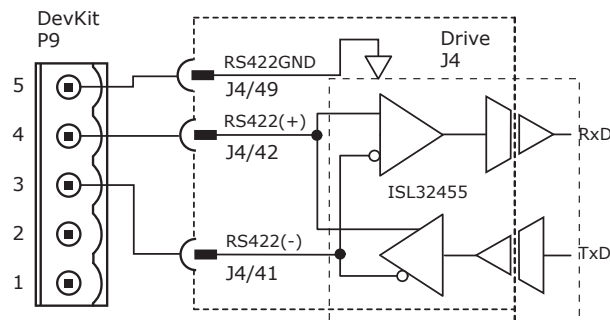 DevKit
P9
Drive
J4
5
RS422GND
J4/49
4
RS422(+)
J4/42
RxD
3
ISL32455
2
RS422(-)
J4/41
TxD
1